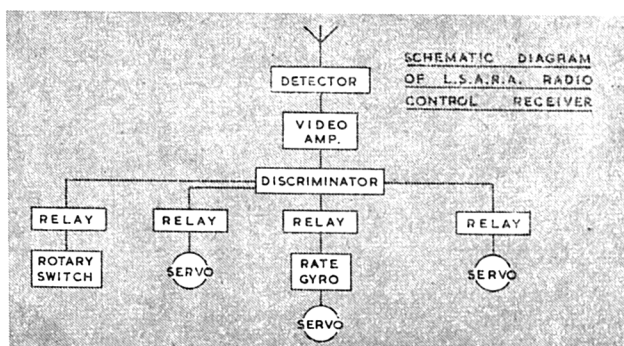 SCHEMATIC DIAGRAM
OF L.S.A.R.A. RADIO
CONTROL RECEIVER
DETECTOR
VIDEO
AMP.
DISCRIMINATOR
RELAY
RELAY
RELAY
RELAY
ROTARY
SWITCH
SERVO
RATE
GYRO
SERVO
SERVO